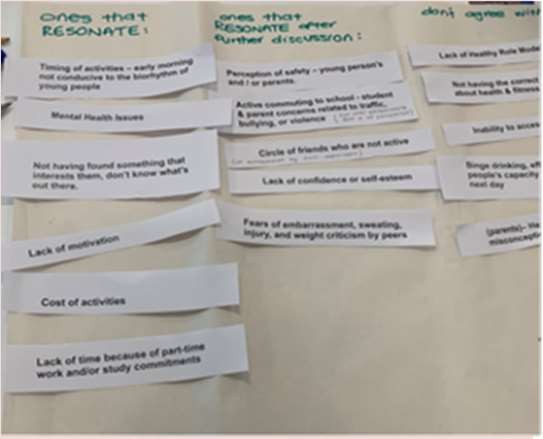 ones that
RESONATE:
Timing of activities – early morning
not conducive to the biorhythm of
young people
Mental Health Issues
Not having found something that
interests them, don't know what's
out there.
Lack of motivation
Cost of activities
Lack of time because of part-time
work and/or study commitments
ones that
RESONATE after
further discussion:
Perception of safety – young person's
and / or parents
Active commuting to school - student
& parent concerns related to traffic,
bullying, or violence
Circle of friends who are not active
Lack of confidence or self-esteem
Fears of embarrassment, sweating,
injury, and weight criticism by peers
don't agree with
Lack of Healthy Role
Not having the correct
about health & fitness
Inability to
Binge drinking,
people's capacity
next day
(parents)–